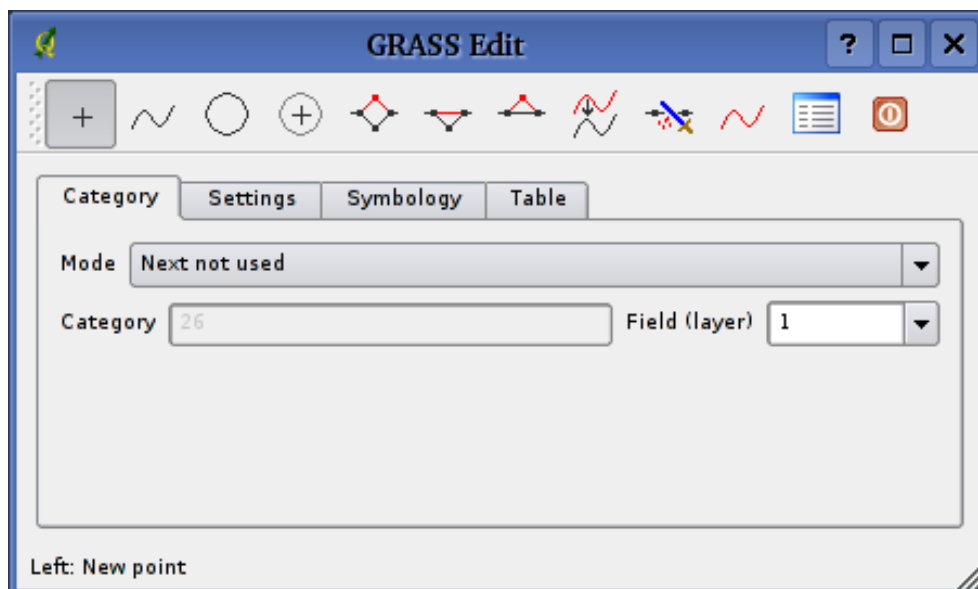 GRASS Edit
Category Settings Symbology Table
Mode Next not used
Category 26 Field (layer) 1
Left: New point